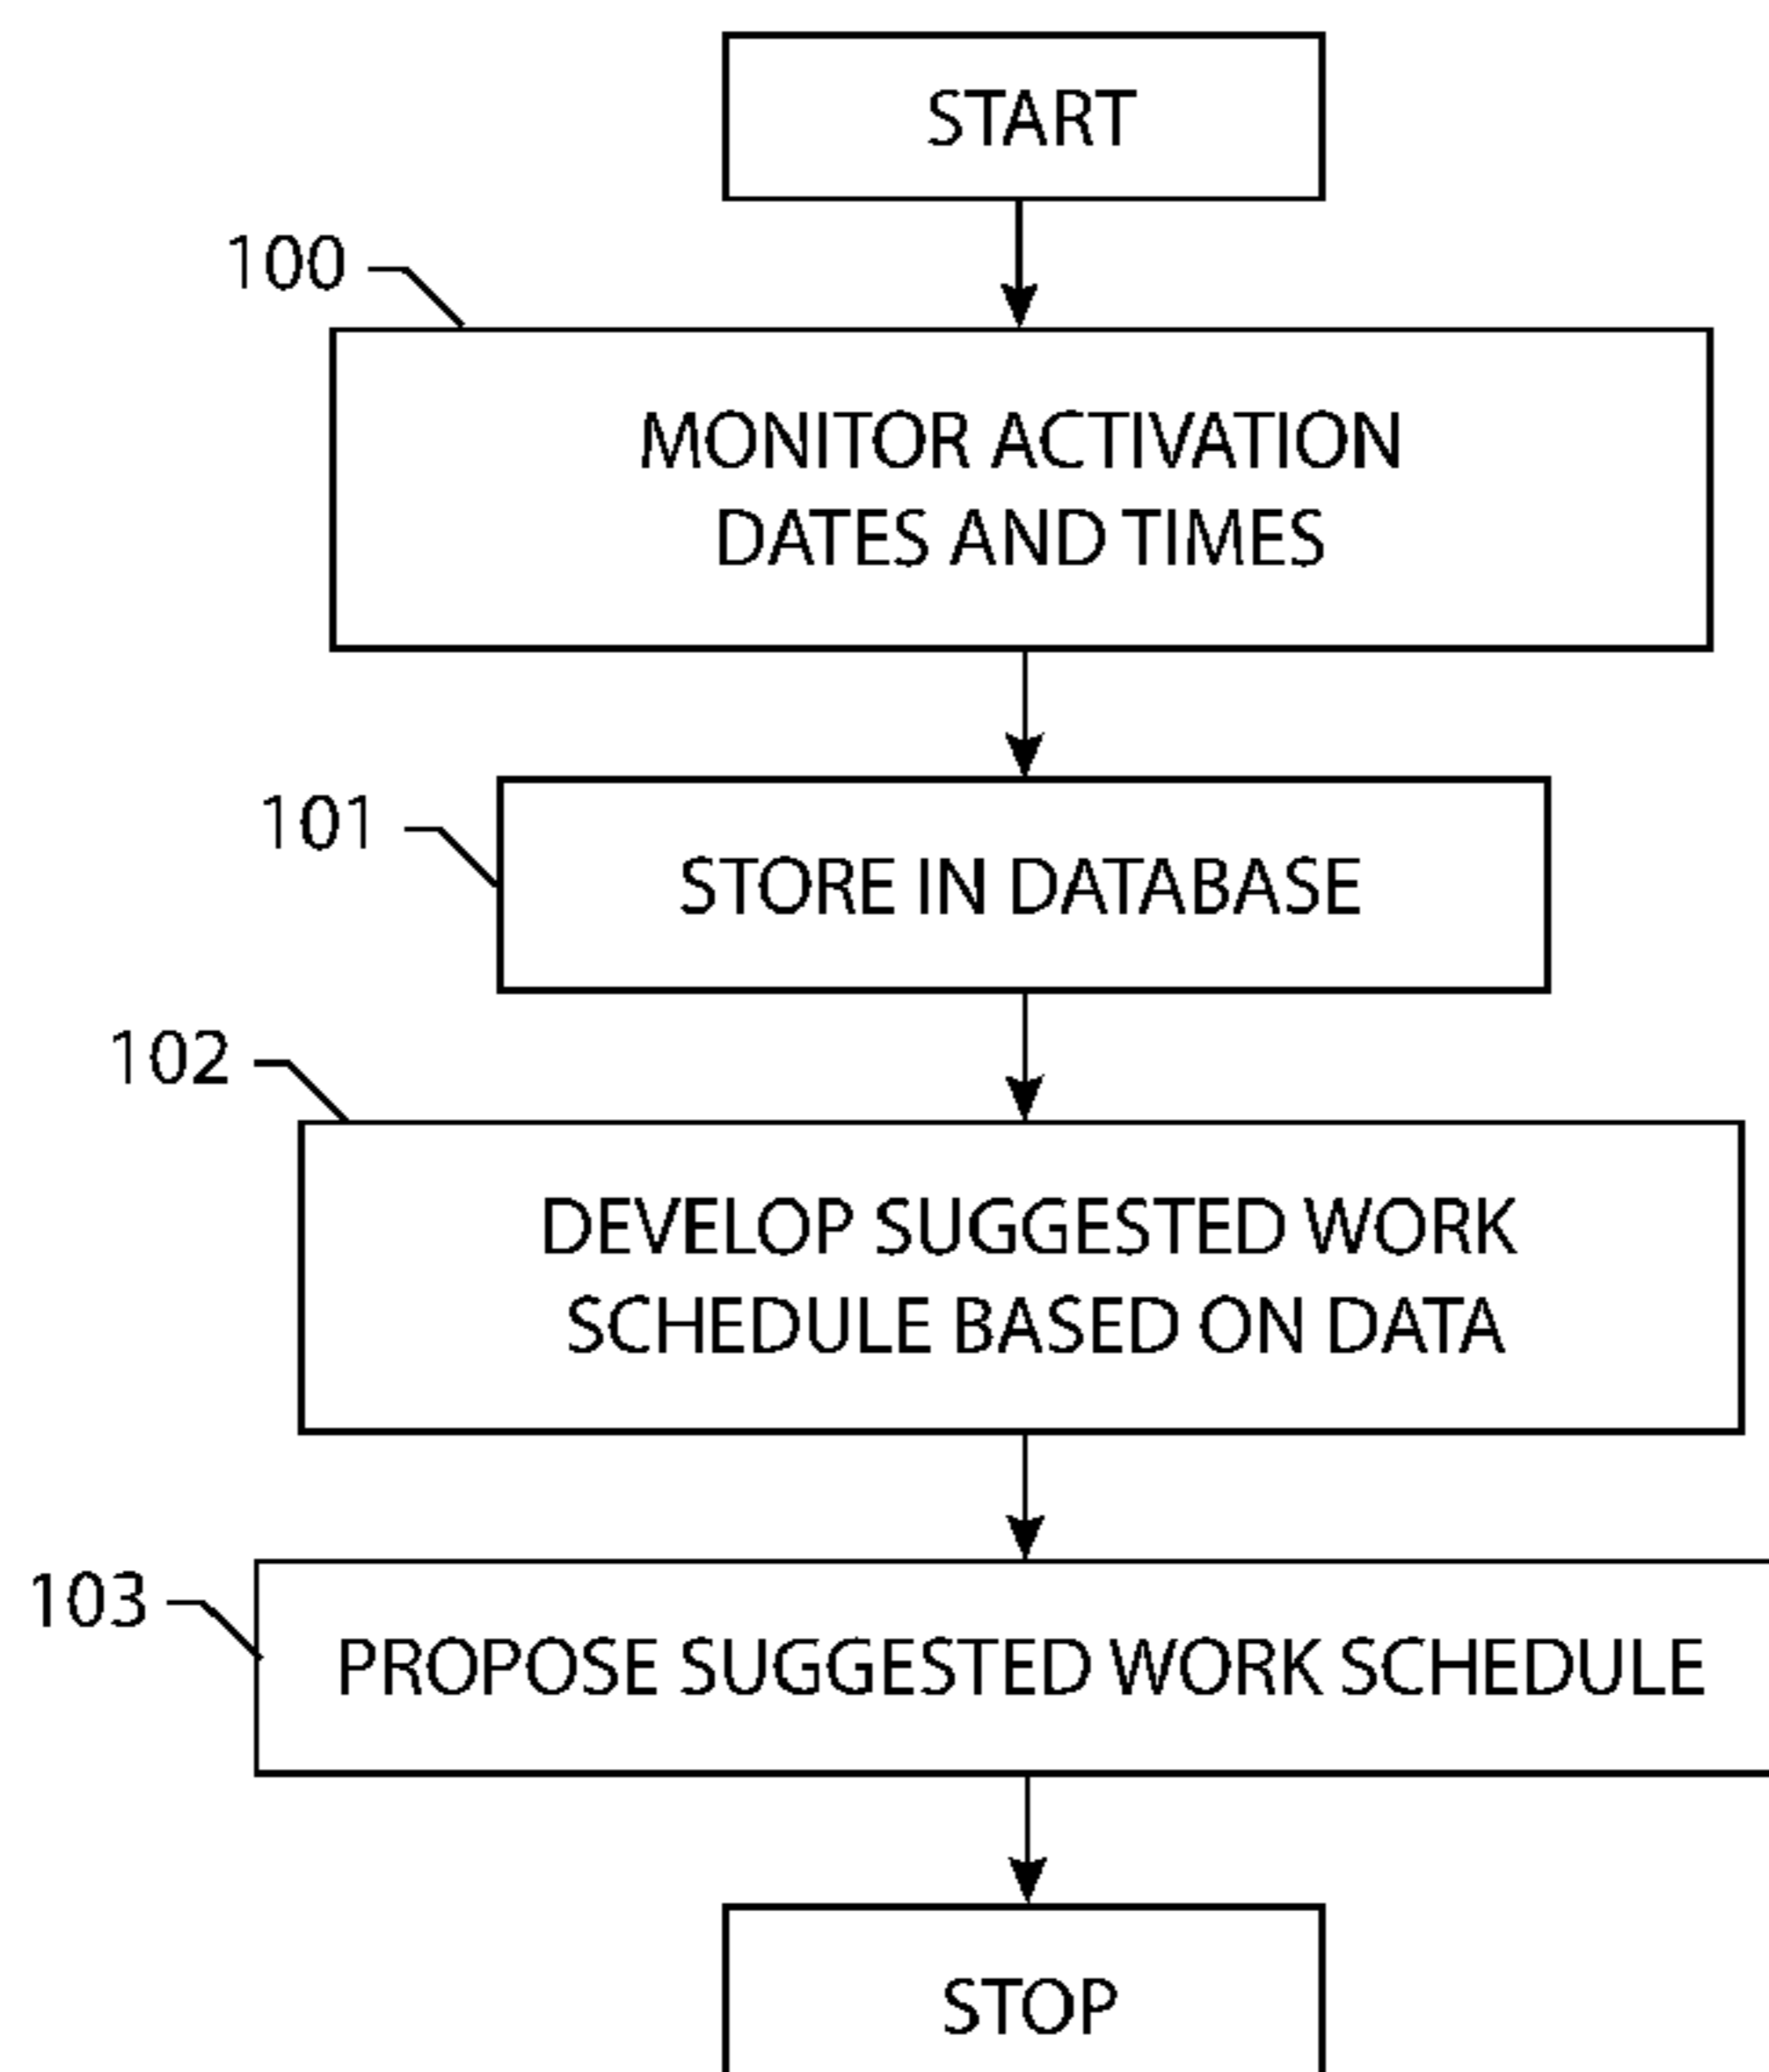 START
100
MONITOR ACTIVATION
DATES AND TIMES
101
STORE IN DATABASE
102
DEVELOP SUGGESTED WORK
SCHEDULE BASED ON DATA
103
PROPOSE SUGGESTED WORK SCHEDULE
STOP